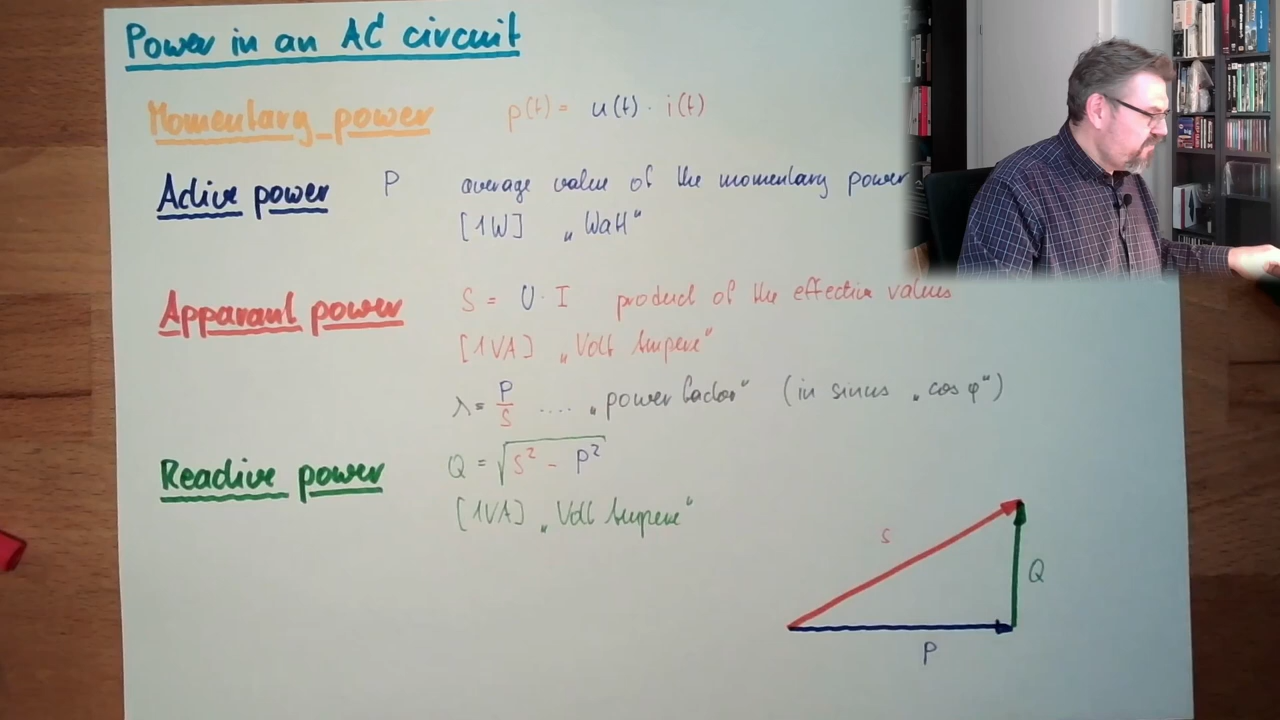 Power in an AC circuit
Momentary power p(t) = u(t) · i(t)
Active power P average value of the momentary power
[1W] „Watt“
Apparant power S = U · I product of the effective values
[1VA] „Volt Ampere“
λ = P/S .... „power factor“ (in sinus „cos φ“)
Reactive power Q = √(S² - P²)
[1VA] „Volt Ampere“
S
Q
P